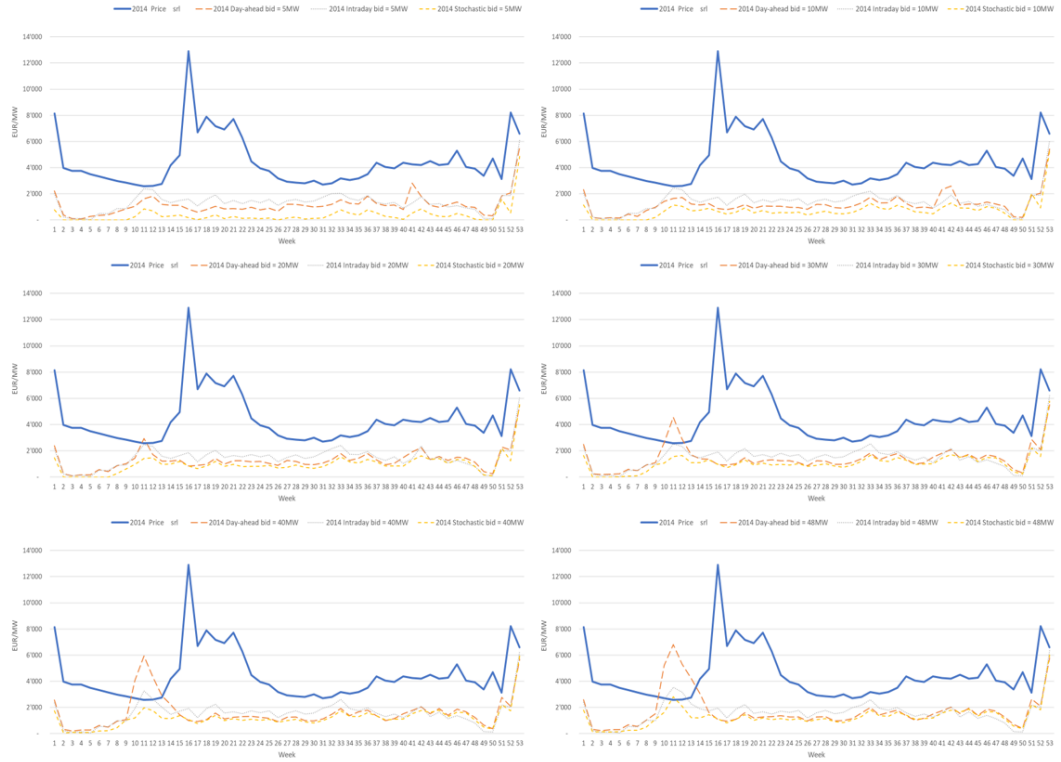 2014 Price srl 2014 Day-ahead bid = 5MW 2014 Intraday bid = 5MW 2014 Stochastic bid = 5MW
14'000
12'000
10'000
8'000
6'000
4'000
2'000
-
EUR/MW
1 2 3 4 5 6 7 8 9 10 11 12 13 14 15 16 17 18 19 20 21 22 23 24 25 26 27 28 29 30 31 32 33 34 35 36 37 38 39 40 41 42 43 44 45 46 47 48 49 50 51 52 53
Week
2014 Price srl 2014 Day-ahead bid = 10MW 2014 Intraday bid = 10MW 2014 Stochastic bid = 10MW
14'000
12'000
10'000
8'000
6'000
4'000
2'000
-
EUR/MW
1 2 3 4 5 6 7 8 9 10 11 12 13 14 15 16 17 18 19 20 21 22 23 24 25 26 27 28 29 30 31 32 33 34 35 36 37 38 39 40 41 42 43 44 45 46 47 48 49 50 51 52 53
Week
2014 Price srl 2014 Day-ahead bid = 20MW 2014 Intraday bid = 20MW 2014 Stochastic bid = 20MW
14'000
12'000
10'000
8'000
6'000
4'000
2'000
-
EUR/MW
1 2 3 4 5 6 7 8 9 10 11 12 13 14 15 16 17 18 19 20 21 22 23 24 25 26 27 28 29 30 31 32 33 34 35 36 37 38 39 40 41 42 43 44 45 46 47 48 49 50 51 52 53
Week
2014 Price srl 2014 Day-ahead bid = 30MW 2014 Intraday bid = 30MW 2014 Stochastic bid = 30MW
14'000
12'000
10'000
8'000
6'000
4'000
2'000
-
EUR/MW
1 2 3 4 5 6 7 8 9 10 11 12 13 14 15 16 17 18 19 20 21 22 23 24 25 26 27 28 29 30 31 32 33 34 35 36 37 38 39 40 41 42 43 44 45 46 47 48 49 50 51 52 53
Week
2014 Price srl 2014 Day-ahead bid = 40MW 2014 Intraday bid = 40MW 2014 Stochastic bid = 40MW
14'000
12'000
10'000
8'000
6'000
4'000
2'000
-
EUR/MW
1 2 3 4 5 6 7 8 9 10 11 12 13 14 15 16 17 18 19 20 21 22 23 24 25 26 27 28 29 30 31 32 33 34 35 36 37 38 39 40 41 42 43 44 45 46 47 48 49 50 51 52 53
Week
2014 Price srl 2014 Day-ahead bid = 48MW 2014 Intraday bid = 48MW 2014 Stochastic bid = 48MW
14'000
12'000
10'000
8'000
6'000
4'000
2'000
-
EUR/MW
1 2 3 4 5 6 7 8 9 10 11 12 13 14 15 16 17 18 19 20 21 22 23 24 25 26 27 28 29 30 31 32 33 34 35 36 37 38 39 40 41 42 43 44 45 46 47 48 49 50 51 52 53
Week